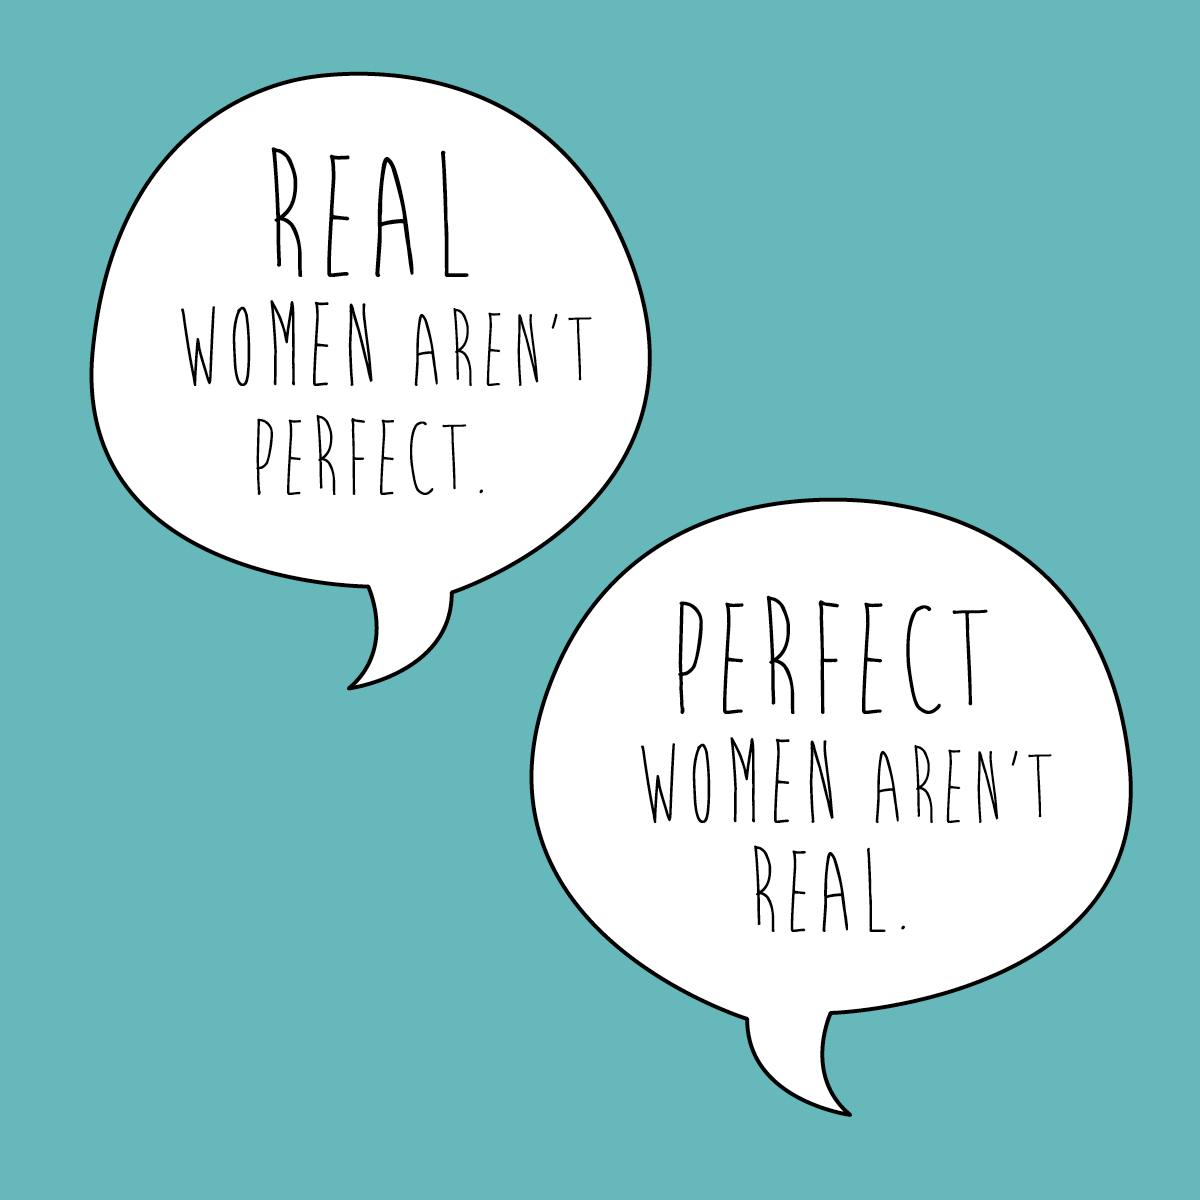 REAL
WOMEN AREN'T
PERFECT.
PERFECT
WOMEN AREN'T
REAL.